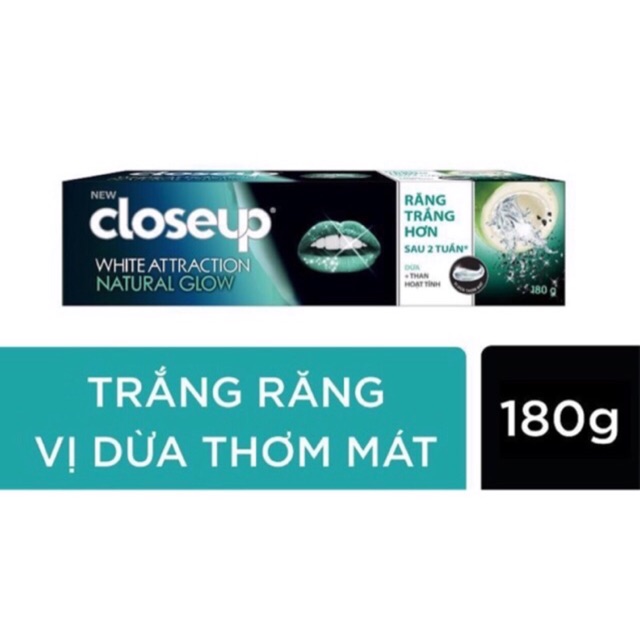 NEW
closeup®
WHITE ATTRACTION
NATURAL GLOW
RĂNG
TRẮNG
HƠN
SAU 2 TUẦN*
DỪA
+ THAN
HOẠT TÍNH
180 g
TRẮNG RĂNG
VỊ DỪA THƠM MÁT
180g